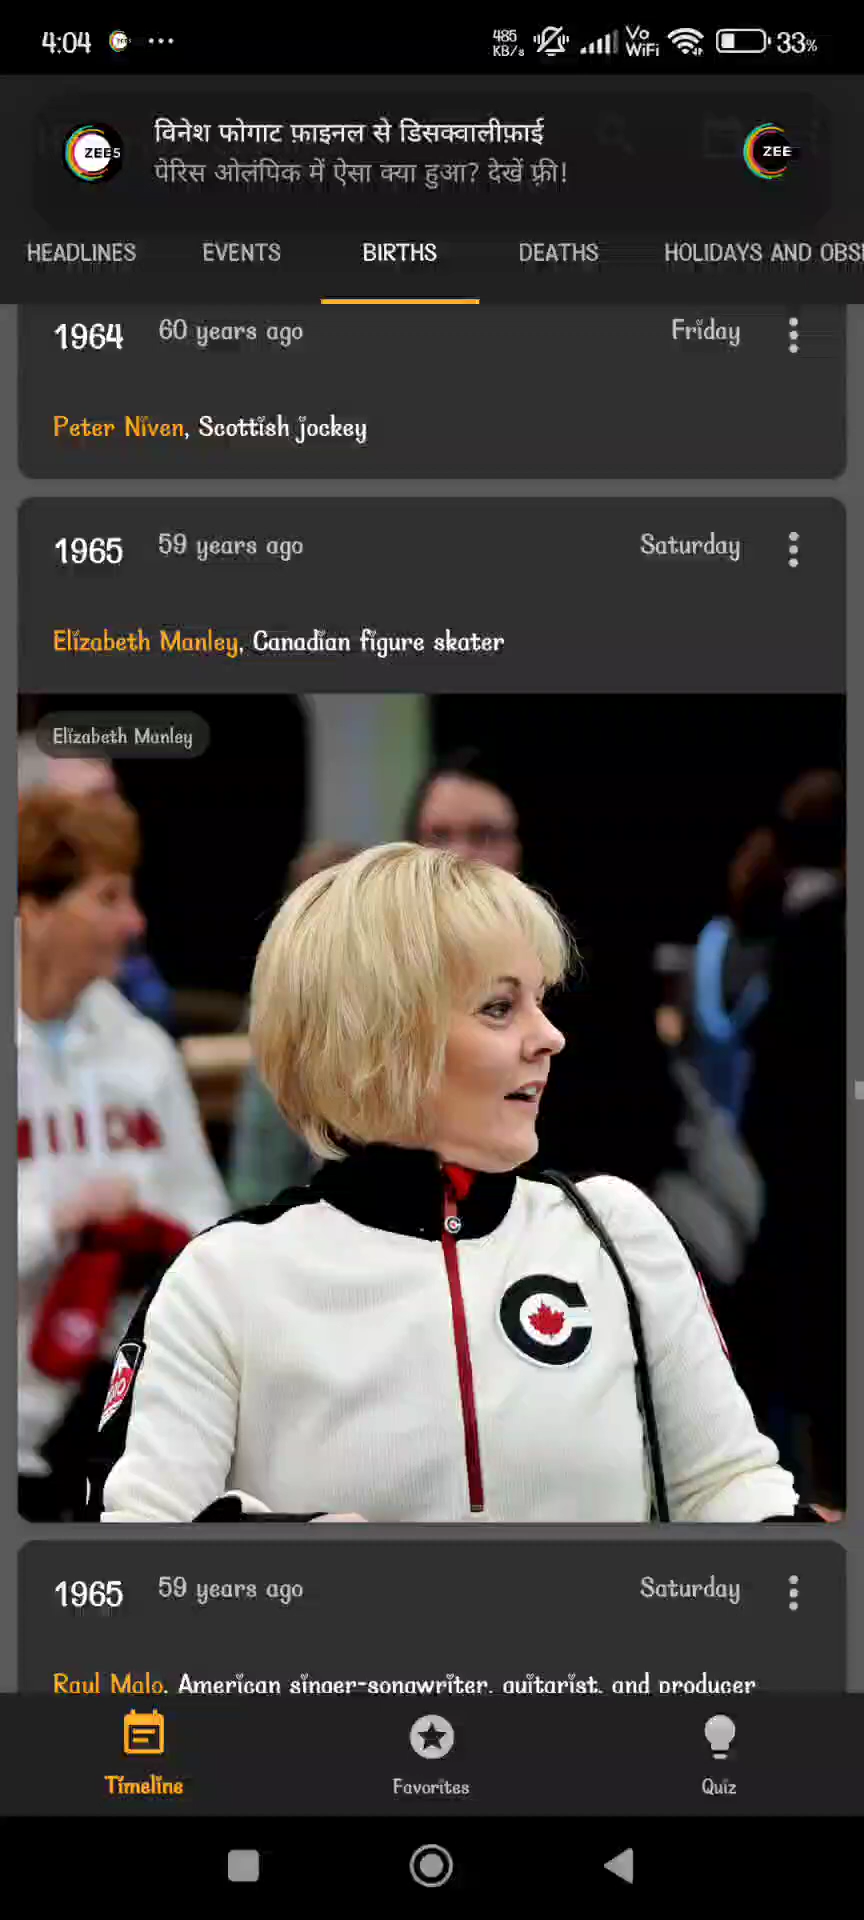 4:04
485
KB/s
Vo
WiFi
33%
ZEE5
विनेश फोगाट फ़ाइनल से डिसक्वालीफ़ाई
पेरिस ओलंपिक में ऐसा क्या हुआ? देखें फ़्री!
ZEE
HEADLINES EVENTS BIRTHS DEATHS HOLIDAYS AND OBSE
1964 60 years ago Friday
Peter Niven, Scottish jockey
1965 59 years ago Saturday
Elizabeth Manley, Canadian figure skater
Elizabeth Manley
1965 59 years ago Saturday
Raul Malo, American singer-songwriter, guitarist, and producer
Timeline Favorites Quiz